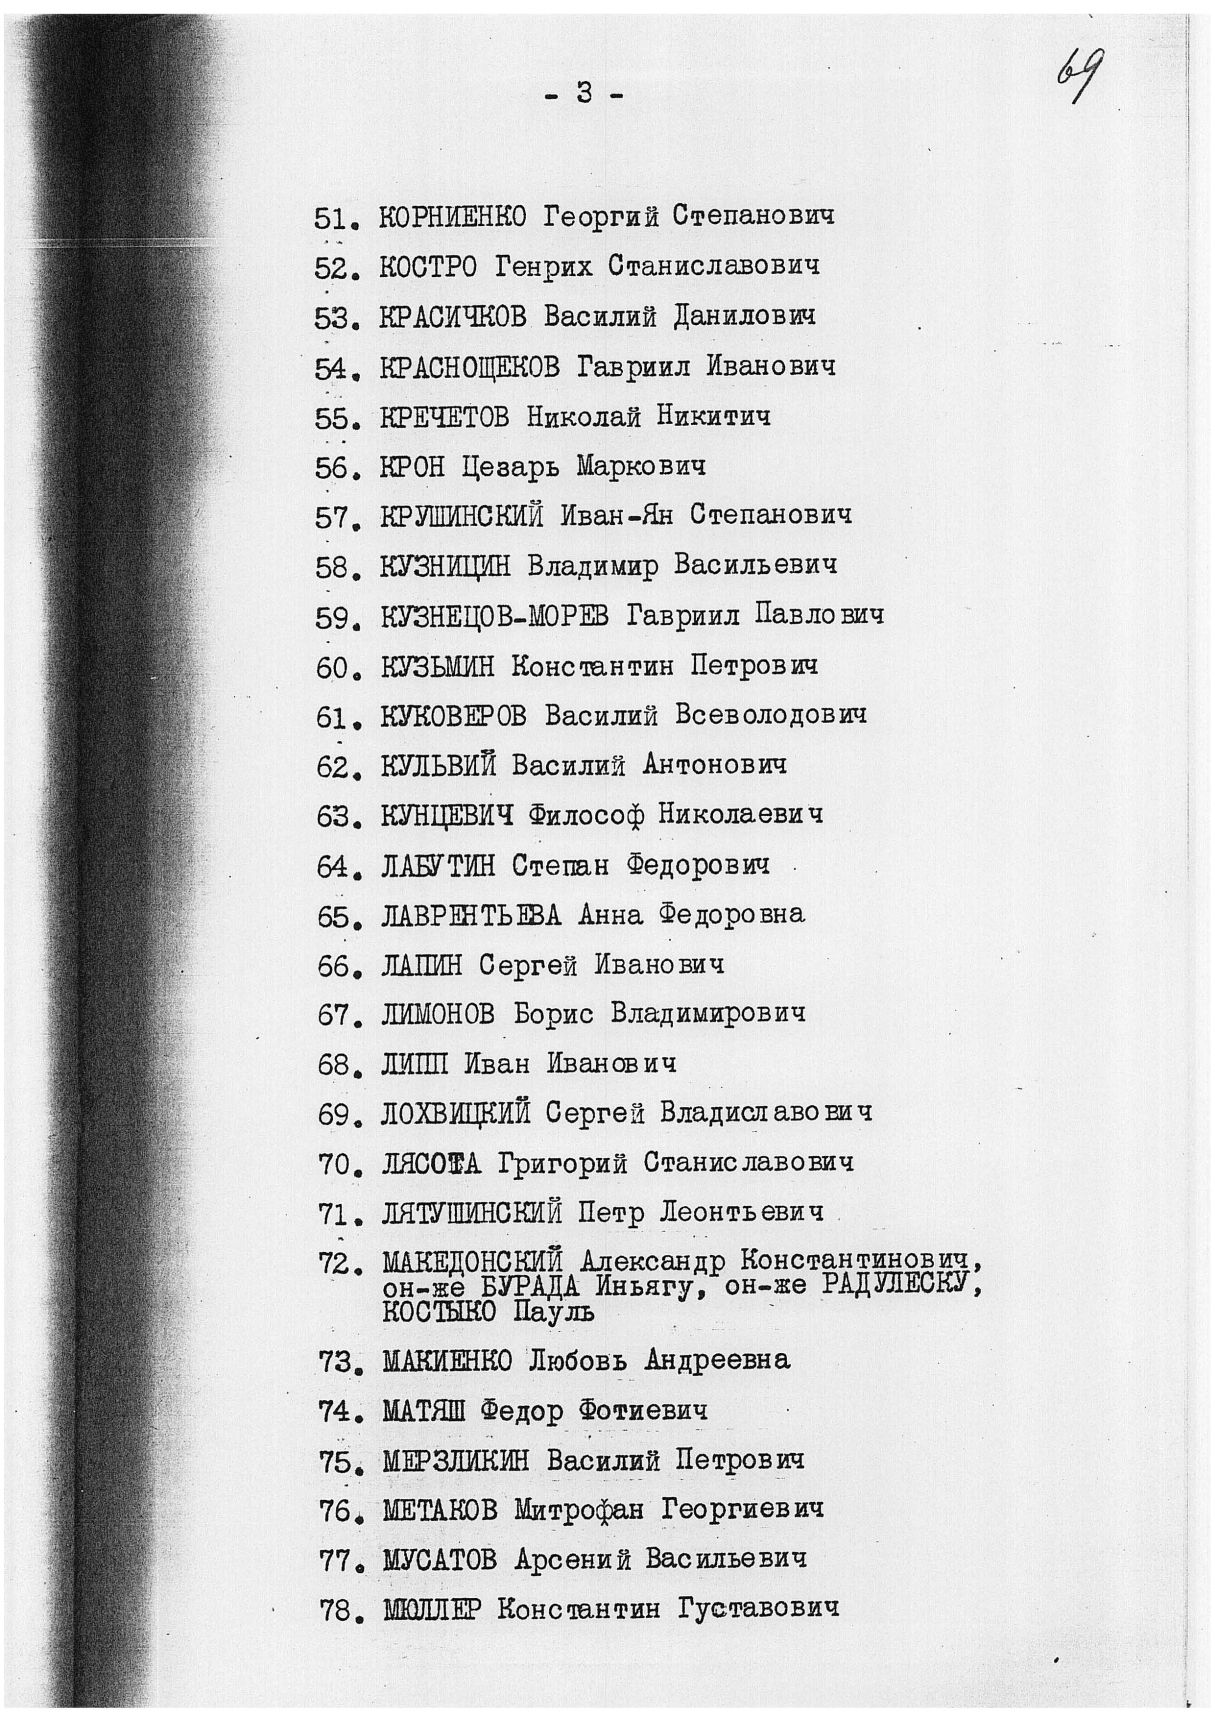 69
- 3 -
51. КОРНИЕНКО Георгий Степанович
52. КОСТРО Генрих Станиславович
53. КРАСИЧКОВ Василий Данилович
54. КРАСНОЩЕКОВ Гавриил Иванович
55. КРЕЧЕТОВ Николай Никитич
56. КРОН Цезарь Маркович
57. КРУШИНСКИЙ Иван-Ян Степанович
58. КУЗНИЦИН Владимир Васильевич
59. КУЗНЕЦОВ-МОРЕВ Гавриил Павлович
60. КУЗЬМИН Константин Петрович
61. КУКОВЕРОВ Василий Всеволодович
62. КУЛЬВИЙ Василий Антонович
63. КУНЦЕВИЧ Философ Николаевич
64. ЛАБУТИН Степан Федорович
65. ЛАВРЕНТЬЕВА Анна Федоровна
66. ЛАПИН Сергей Иванович
67. ЛИМОНОВ Борис Владимирович
68. ЛИПП Иван Иванович
69. ЛОХВИЦКИЙ Сергей Владиславович
70. ЛЯСОТА Григорий Станиславович
71. ЛЯТУШИНСКИЙ Петр Леонтьевич
72. МАКЕДОНСКИЙ Александр Константинович,
он-же БУРАДА Иньягу, он-же РАДУЛЕСКУ,
КОСТЫКО Пауль
73. МАКИЕНКО Любовь Андреевна
74. МАТЯШ Федор Фотиевич
75. МЕРЗЛИКИН Василий Петрович
76. МЕТАКОВ Митрофан Георгиевич
77. МУСАТОВ Арсений Васильевич
78. МЮЛЛЕР Константин Густавович